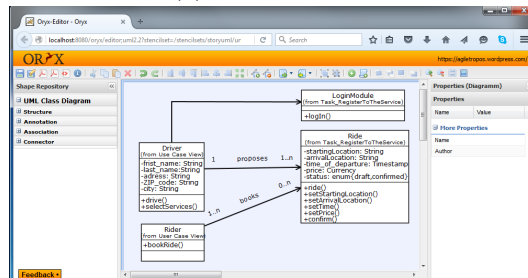 Oryx-Editor - Oryx
localhost:8080/oryx/editor;uml2.2?stencilset=/stencilsets/storyuml/ur
Search
ORYX
https://agiletropos.wordpress.com/
Shape Repository
UML Class Diagram
Structure
Annotation
Association
Connector
LoginModule
(from Task_RegisterToTheService)
+logIn()
Driver
(from Use Case View)
-frist_name: String
-last_name:String
-adress: String
-ZIP_code: String
-city: String
+drive()
+selectServices()
1
proposes
1..n
Ride
(from Task_RegisterToTheService)
-startingLocation: String
-arrivalLocation: String
-time_of_departure: Timestamp
-price: Currency
-status: enum{draft,confirmed}
+ride()
+setStartingLocation()
+setArrivalLocation()
+setTime()
+setPrice()
+confirm()
1..n
books
0..n
Rider
(from User Case View)
+bookRide()
Properties (Diagramm)
Properties
Name Value
More Properties
Name
Author
Feedback